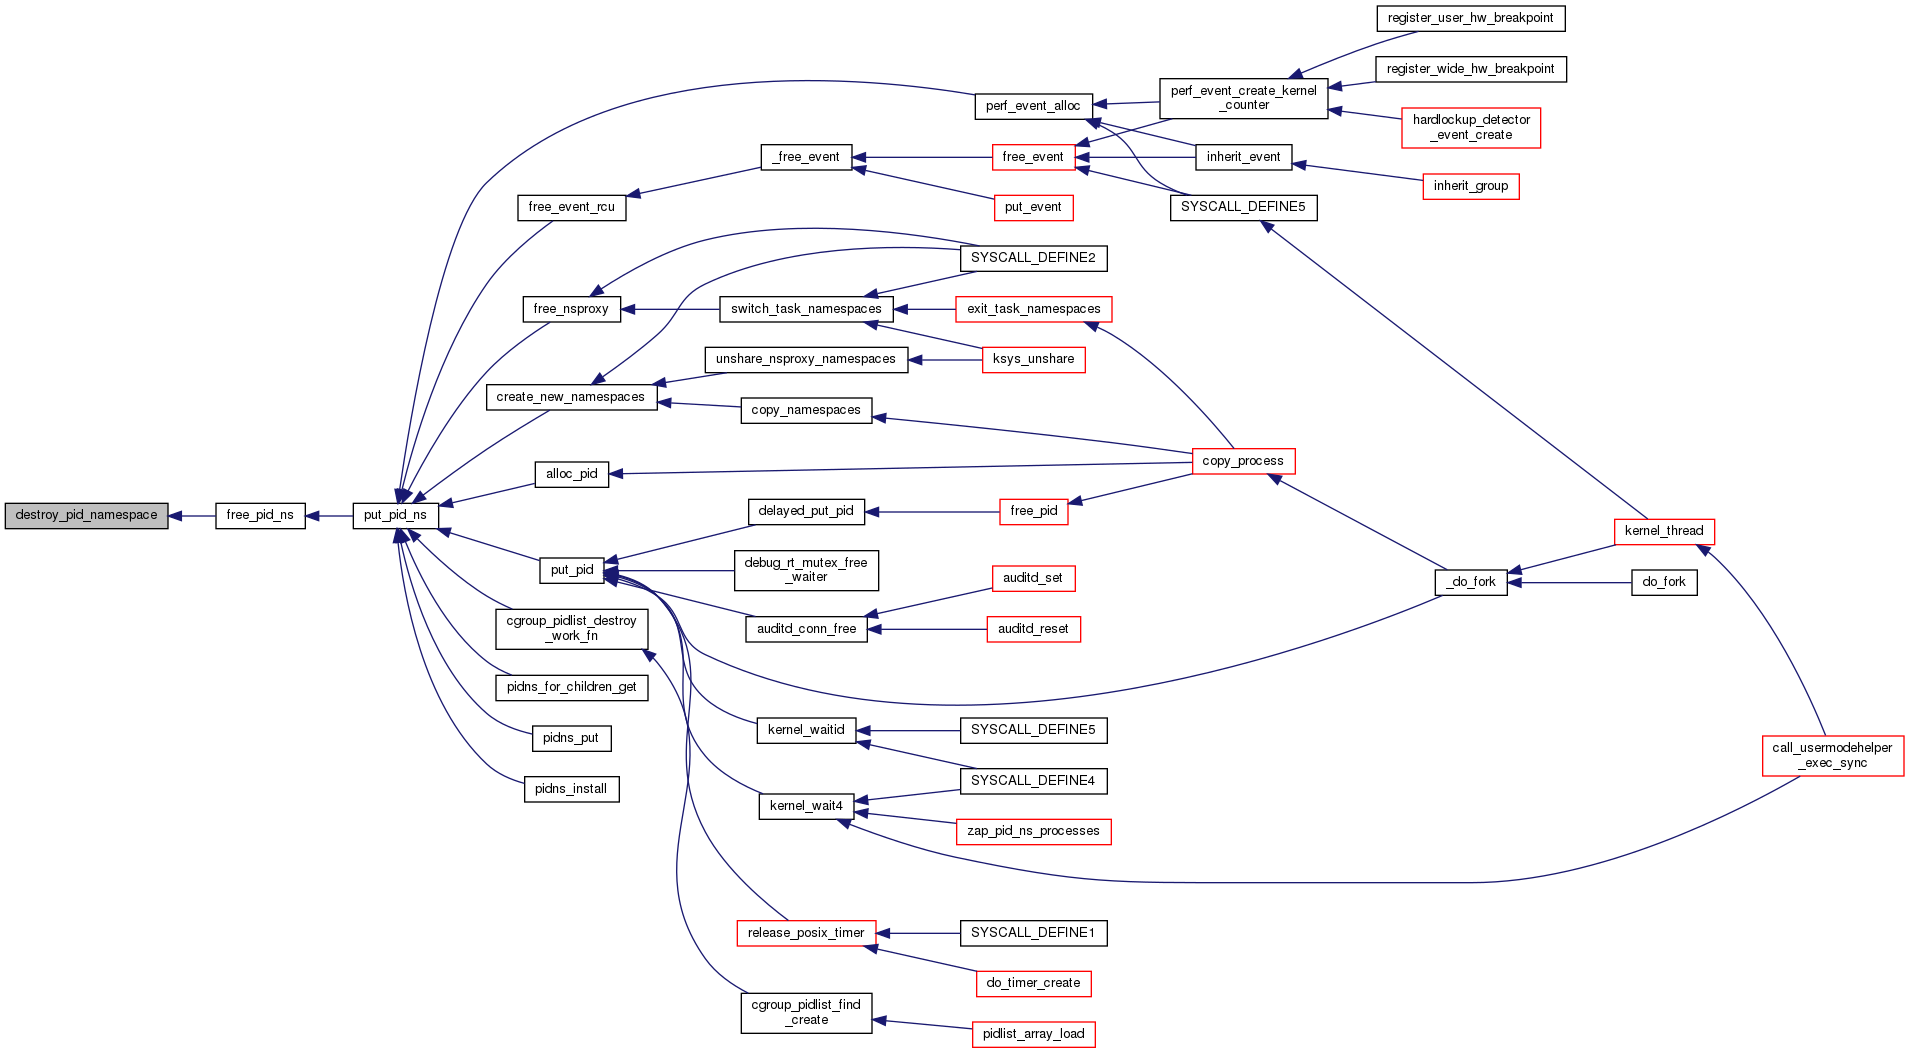 register_user_hw_breakpoint
register_wide_hw_breakpoint
perf_event_create_kernel
_counter
perf_event_alloc
hardlockup_detector
_event_create
_free_event
free_event
inherit_event
inherit_group
free_event_rcu
put_event
SYSCALL_DEFINE5
SYSCALL_DEFINE2
free_nsproxy
switch_task_namespaces
exit_task_namespaces
unshare_nsproxy_namespaces
ksys_unshare
create_new_namespaces
copy_namespaces
alloc_pid
copy_process
destroy_pid_namespace
free_pid_ns
put_pid_ns
delayed_put_pid
free_pid
kernel_thread
put_pid
debug_rt_mutex_free
_waiter
auditd_set
_do_fork
do_fork
cgroup_pidlist_destroy
_work_fn
auditd_conn_free
auditd_reset
pidns_for_children_get
pidns_put
kernel_waitid
SYSCALL_DEFINE5
call_usermodehelper
_exec_sync
pidns_install
SYSCALL_DEFINE4
kernel_wait4
zap_pid_ns_processes
release_posix_timer
SYSCALL_DEFINE1
do_timer_create
cgroup_pidlist_find
_create
pidlist_array_load